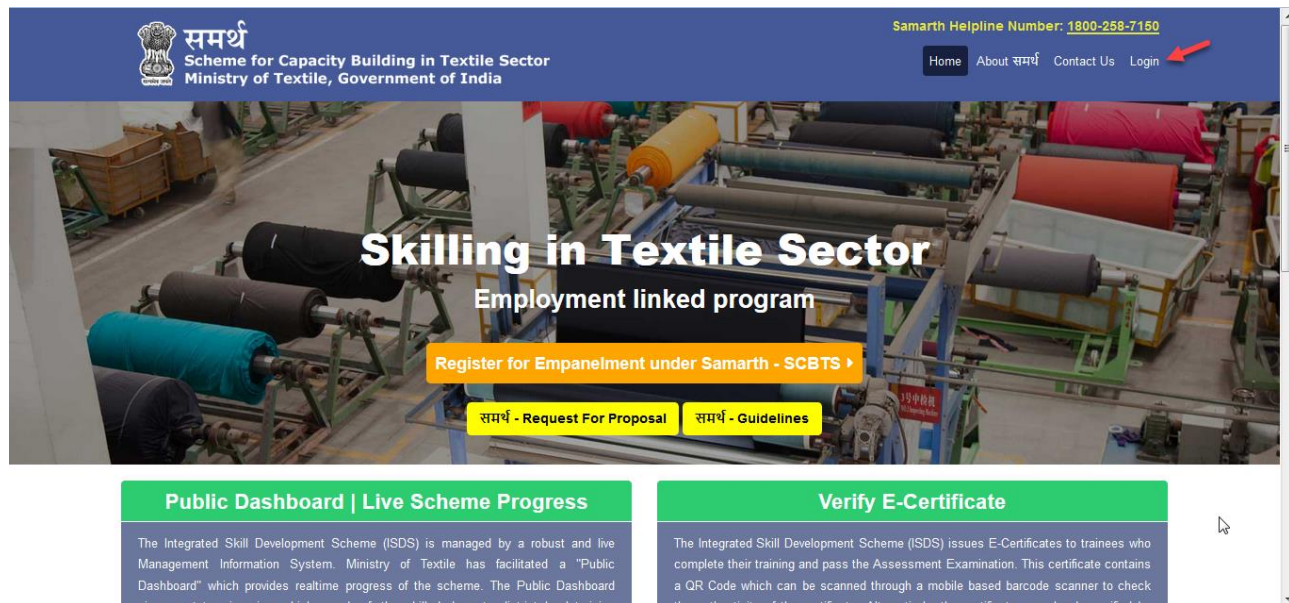 समर्थ
Scheme for Capacity Building in Textile Sector
Ministry of Textile, Government of India
Samarth Helpline Number: 1800-258-7150
Home About समर्थ Contact Us Login
Skilling in Textile Sector
Employment linked program
Register for Empanelment under Samarth - SCBTS
समर्थ - Request For Proposal समर्थ - Guidelines
Public Dashboard | Live Scheme Progress
The Integrated Skill Development Scheme (ISDS) is managed by a robust and live
Management Information System. Ministry of Textile has facilitated a "Public
Dashboard" which provides realtime progress of the scheme. The Public Dashboard
Verify E-Certificate
The Integrated Skill Development Scheme (ISDS) issues E-Certificates to trainees who
complete their training and pass the Assessment Examination. This certificate contains
a QR Code which can be scanned through a mobile based barcode scanner to check